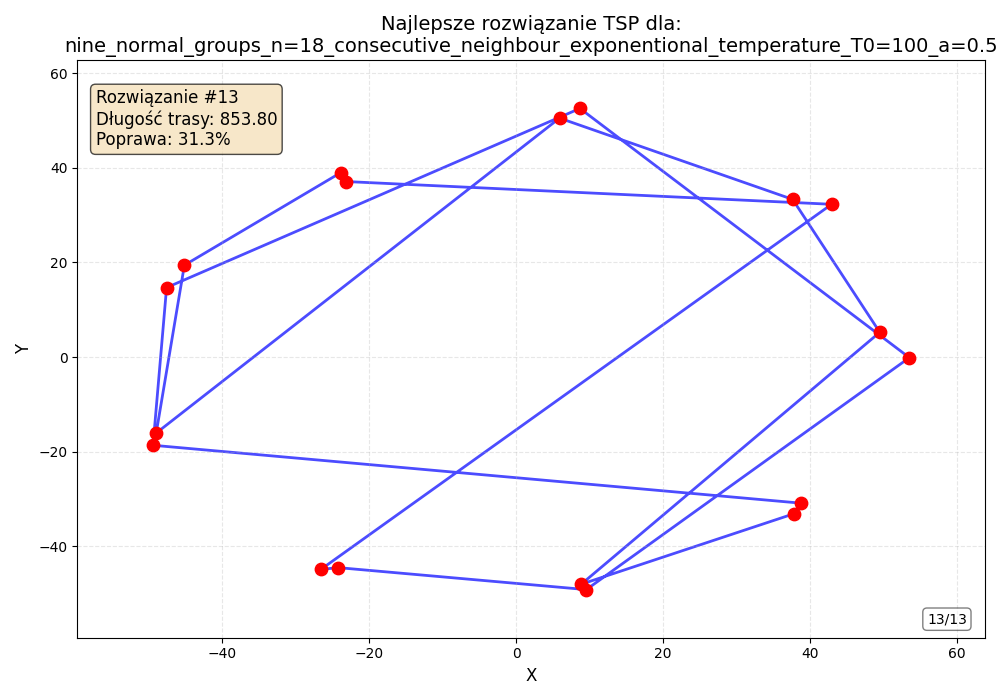 Najlepsze rozwiązanie TSP dla:
nine_normal_groups_n=18_consecutive_neighbour_exponentional_temperature_T0=100_a=0.5
Rozwiązanie #13
Długość trasy: 853.80
Poprawa: 31.3%
60
40
20
0
−20
−40
Y
13/13
−40
−20
0
20
40
60
X